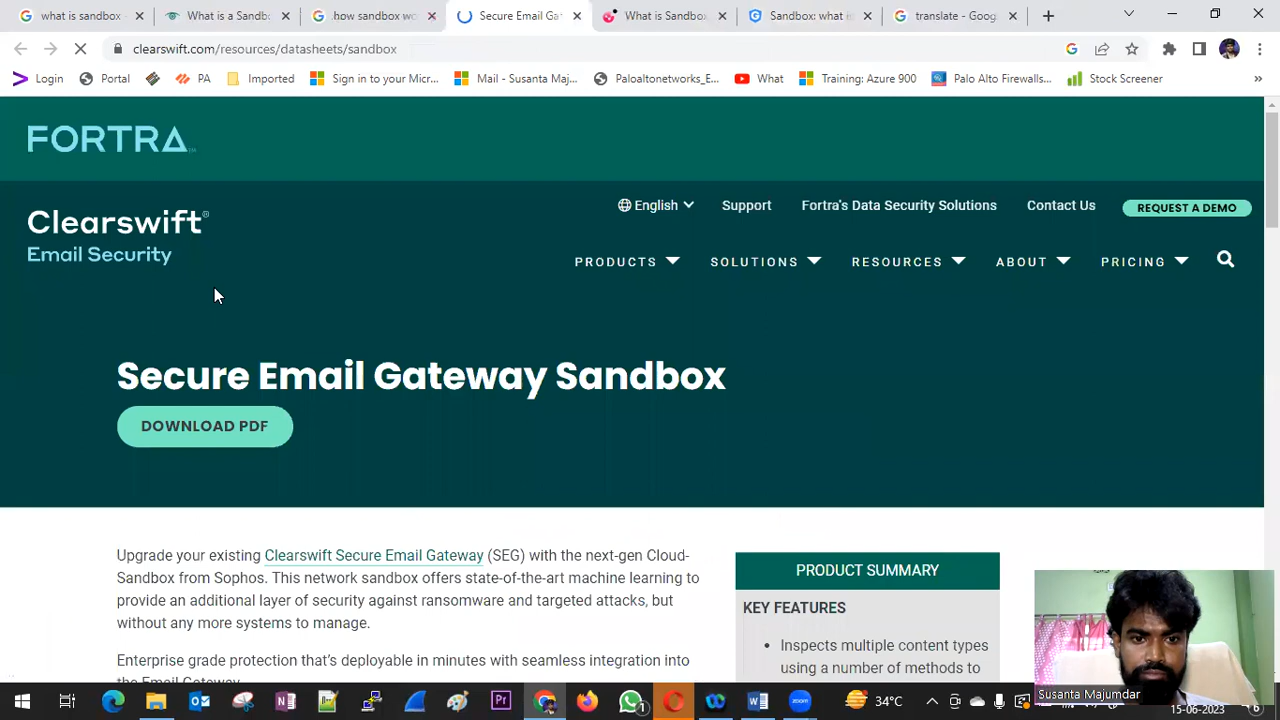 what is sandbox -
What is a Sandb
.how sandbox wo
Secure Email Gat
What is Sandbox
Sandbox: what is
translate - Goog
clearswift.com/resources/datasheets/sandbox
Login
Portal
PA
Imported
Sign in to your Micr...
Mail - Susanta Maj...
Paloaltonetworks_E...
What
Training: Azure 900
Palo Alto Firewalls...
Stock Screener
FORTRA
Clearswift®
Email Security
English
Support
Fortra's Data Security Solutions
Contact Us
REQUEST A DEMO
PRODUCTS
SOLUTIONS
RESOURCES
ABOUT
PRICING
Secure Email Gateway Sandbox
DOWNLOAD PDF
Upgrade your existing Clearswift Secure Email Gateway (SEG) with the next-gen Cloud-
Sandbox from Sophos. This network sandbox offers state-of-the-art machine learning to
provide an additional layer of security against ransomware and targeted attacks, but
without any more systems to manage.
Enterprise grade protection that's deployable in minutes with seamless integration into
the Email Gateway.
PRODUCT SUMMARY
KEY FEATURES
• Inspects multiple content types
using a number of methods to
Susanta Majumdar
34°C
15-06-2023